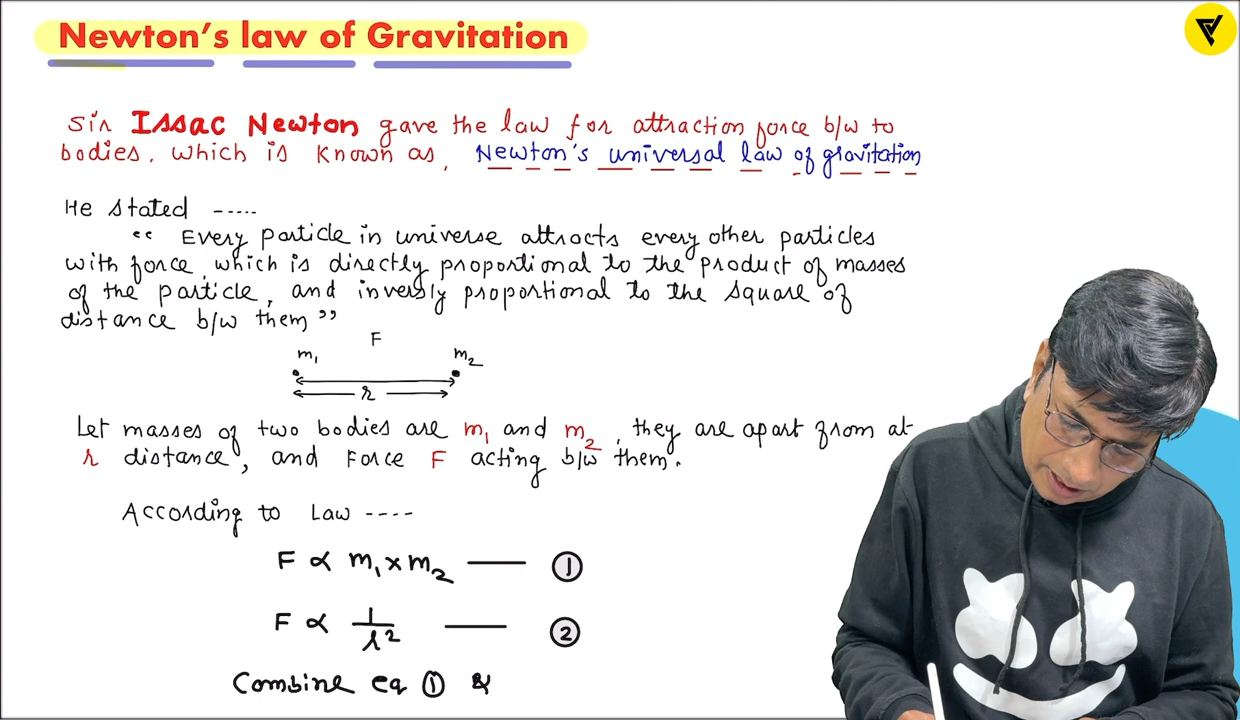 Newton's law of Gravitation
Sir Issac Newton gave the law for attraction force b/w to
bodies. which is known as, Newton's universal law of gravitation
He stated -----
“ Every particle in universe attracts every other particles
with force, which is directly proportional to the product of masses
of the particle, and inversly proportional to the square of
distance b/w them ”
F
m₁ m₂
r
Let masses of two bodies are m₁ and m₂, they are apart from at
r distance, and Force F acting b/w them.
According to Law ----
F ∝ m₁ x m₂ —— ①
F ∝ 1/r² —— ②
Combine eq ① &